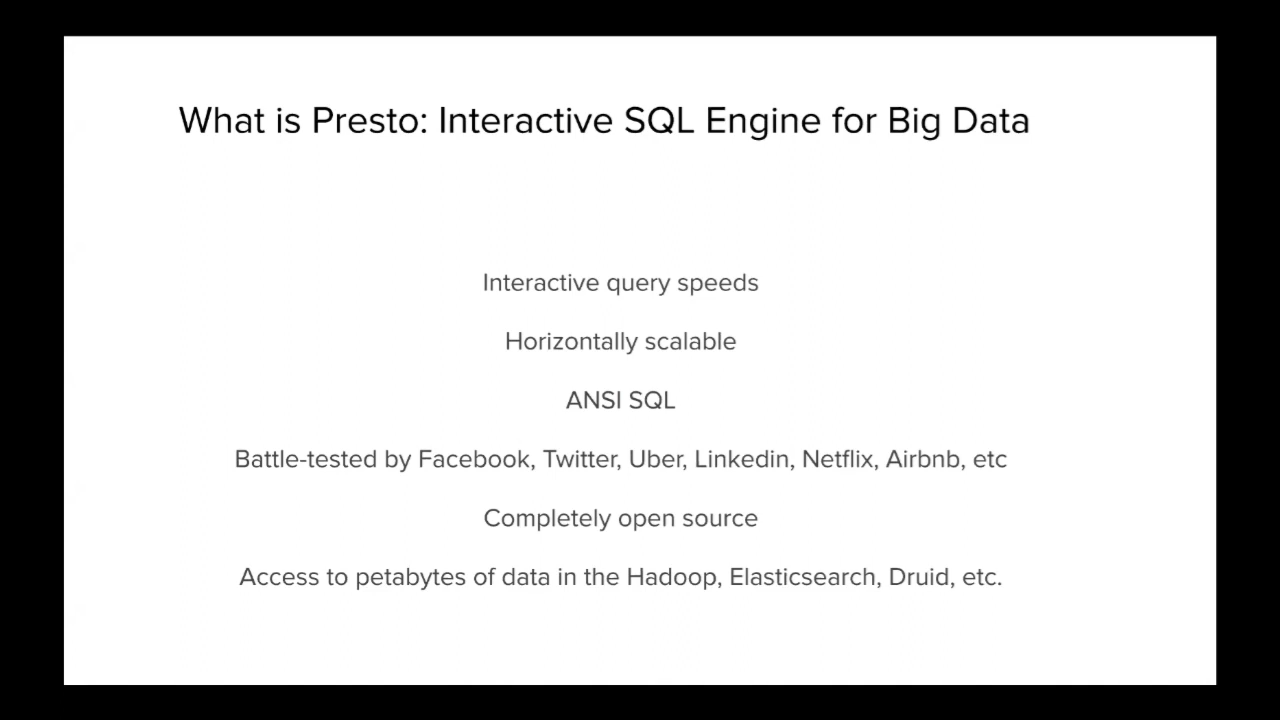 What is Presto: Interactive SQL Engine for Big Data
Interactive query speeds
Horizontally scalable
ANSI SQL
Battle-tested by Facebook, Twitter, Uber, Linkedin, Netflix, Airbnb, etc
Completely open source
Access to petabytes of data in the Hadoop, Elasticsearch, Druid, etc.